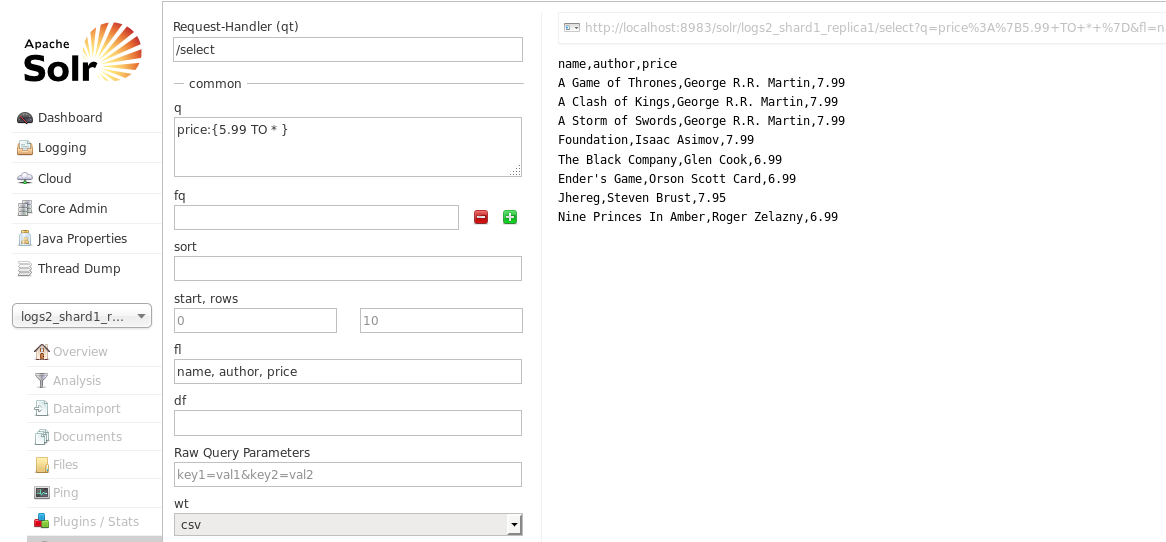 Apache
Solr
Dashboard
Logging
Cloud
Core Admin
Java Properties
Thread Dump
logs2_shard1_r...
Overview
Analysis
Dataimport
Documents
Files
Ping
Plugins / Stats
Request-Handler (qt)
/select
common
q
price:{5.99 TO * }
fq
sort
start, rows
0 10
fl
name, author, price
df
Raw Query Parameters
key1=val1&key2=val2
wt
csv
http://localhost:8983/solr/logs2_shard1_replica1/select?q=price%3A%7B5.99+TO+*+%7D&fl=n
name,author,price
A Game of Thrones,George R.R. Martin,7.99
A Clash of Kings,George R.R. Martin,7.99
A Storm of Swords,George R.R. Martin,7.99
Foundation,Isaac Asimov,7.99
The Black Company,Glen Cook,6.99
Ender's Game,Orson Scott Card,6.99
Jhereg,Steven Brust,7.95
Nine Princes In Amber,Roger Zelazny,6.99